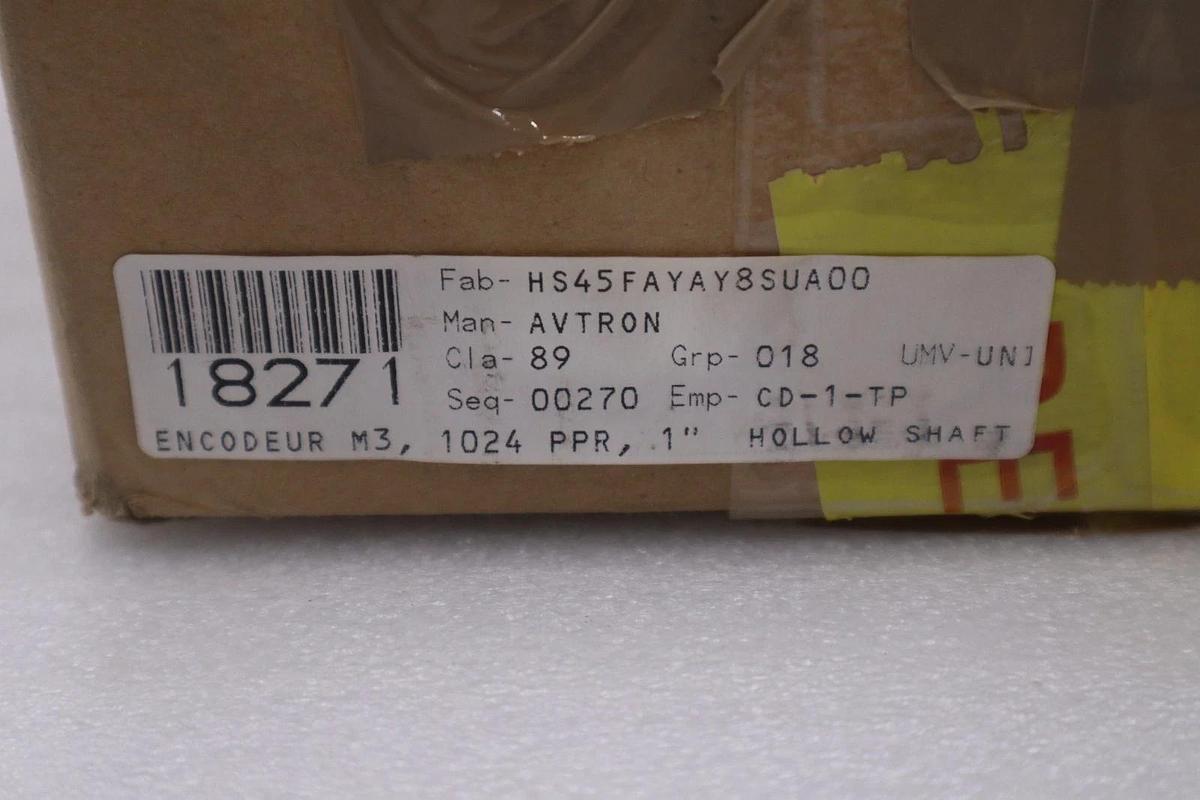 Fab- HS45FAYAY8SUA00
Man- AVTRON
18271
Cla- 89 Grp- 018 UMV-UNI
Seq- 00270 Emp- CD-1-TP
ENCODEUR M3, 1024 PPR, 1" HOLLOW SHAFT